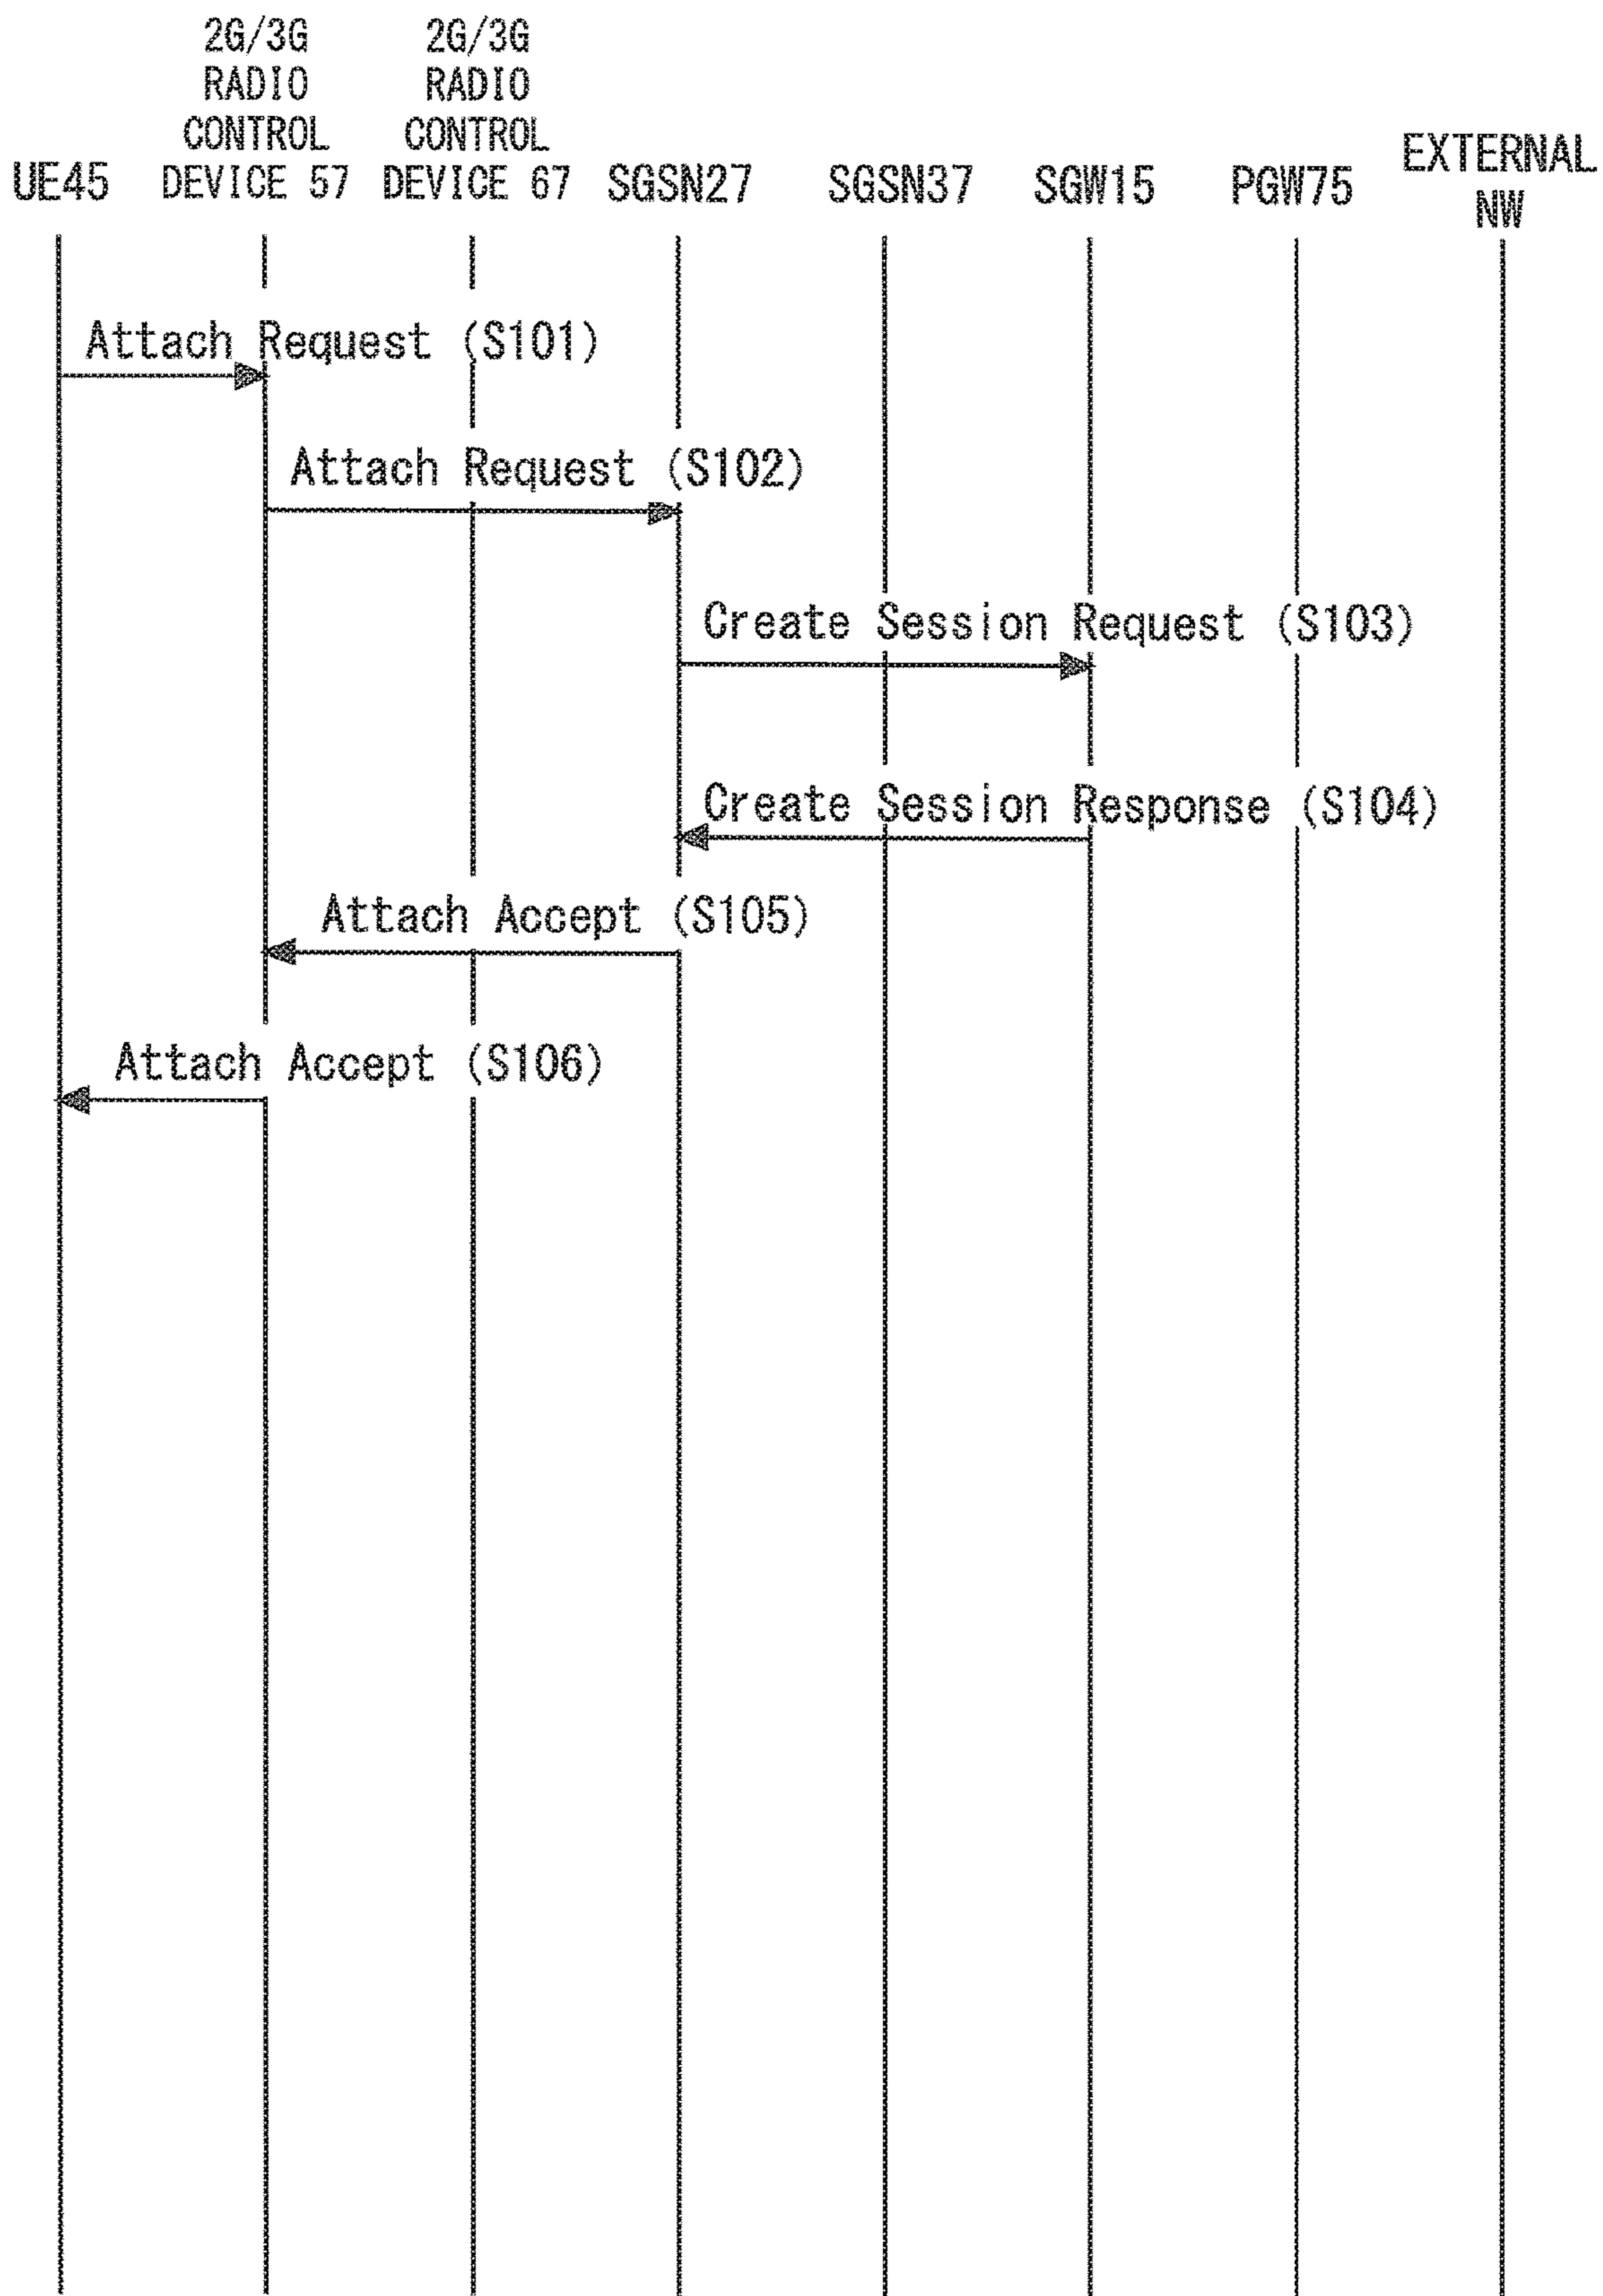 UE45
2G/3G
RADIO
CONTROL
DEVICE 57
2G/3G
RADIO
CONTROL
DEVICE 67
SGSN27
SGSN37
SGW15
PGW75
EXTERNAL
NW
Attach Request (S101)
Attach Request (S102)
Create Session Request (S103)
Create Session Response (S104)
Attach Accept (S105)
Attach Accept (S106)